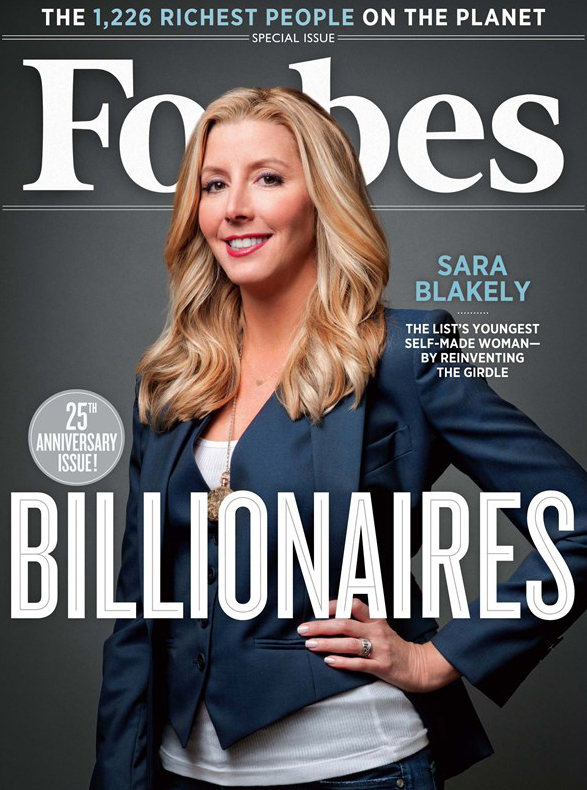 THE 1,226 RICHEST PEOPLE ON THE PLANET
SPECIAL ISSUE
Forbes
SARA
BLAKELY
THE LIST'S YOUNGEST
SELF-MADE WOMAN—
BY REINVENTING
THE GIRDLE
25TH
ANNIVERSARY
ISSUE!
BILLIONAIRES